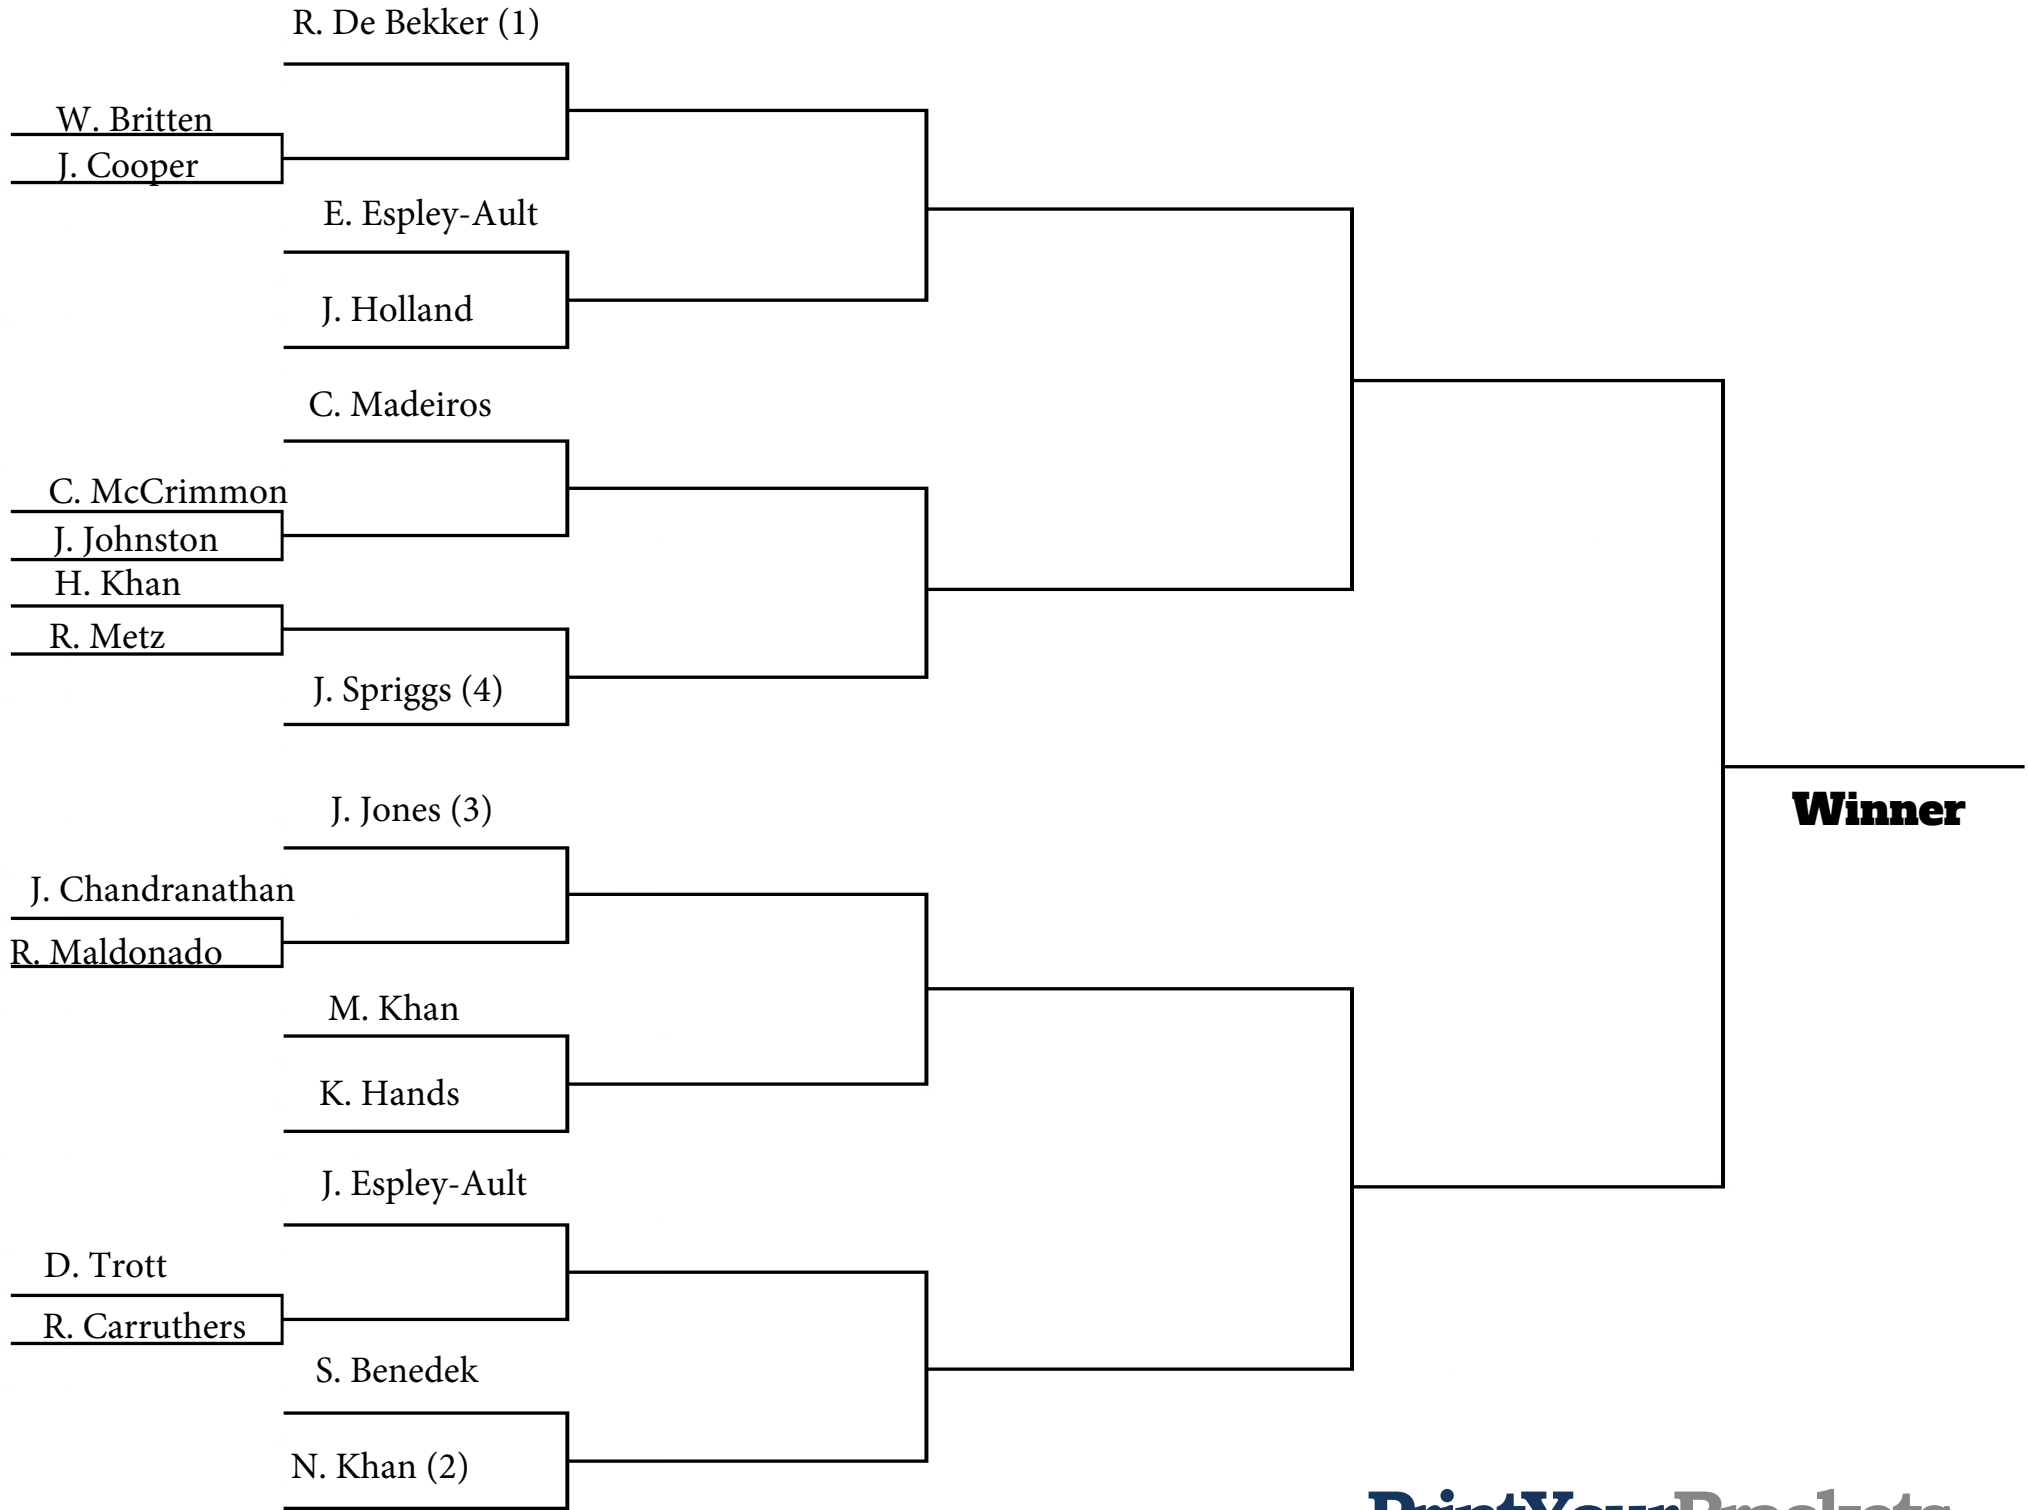 R. De Bekker (1)
W. Britten
J. Cooper
E. Espley-Ault
J. Holland
C. Madeiros
C. McCrimmon
J. Johnston
H. Khan
R. Metz
J. Spriggs (4)
J. Jones (3)
Winner
J. Chandranathan
R. Maldonado
M. Khan
K. Hands
J. Espley-Ault
D. Trott
R. Carruthers
S. Benedek
N. Khan (2)
PrintYourBrackets